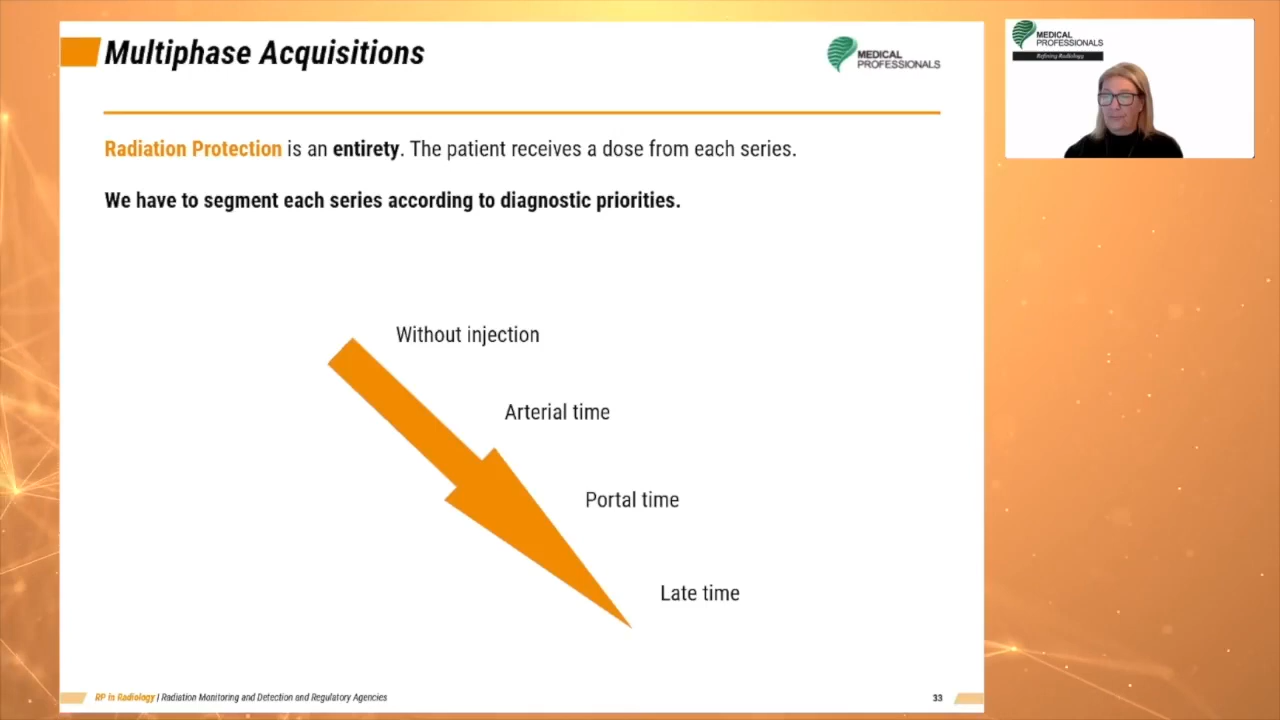 Multiphase Acquisitions
MEDICAL
PROFESSIONALS
MEDICAL
PROFESSIONALS
Refining Radiology
Radiation Protection is an entirety. The patient receives a dose from each series.
We have to segment each series according to diagnostic priorities.
Without injection
Arterial time
Portal time
Late time
RP in Radiology | Radiation Monitoring and Detection and Regulatory Agencies
33